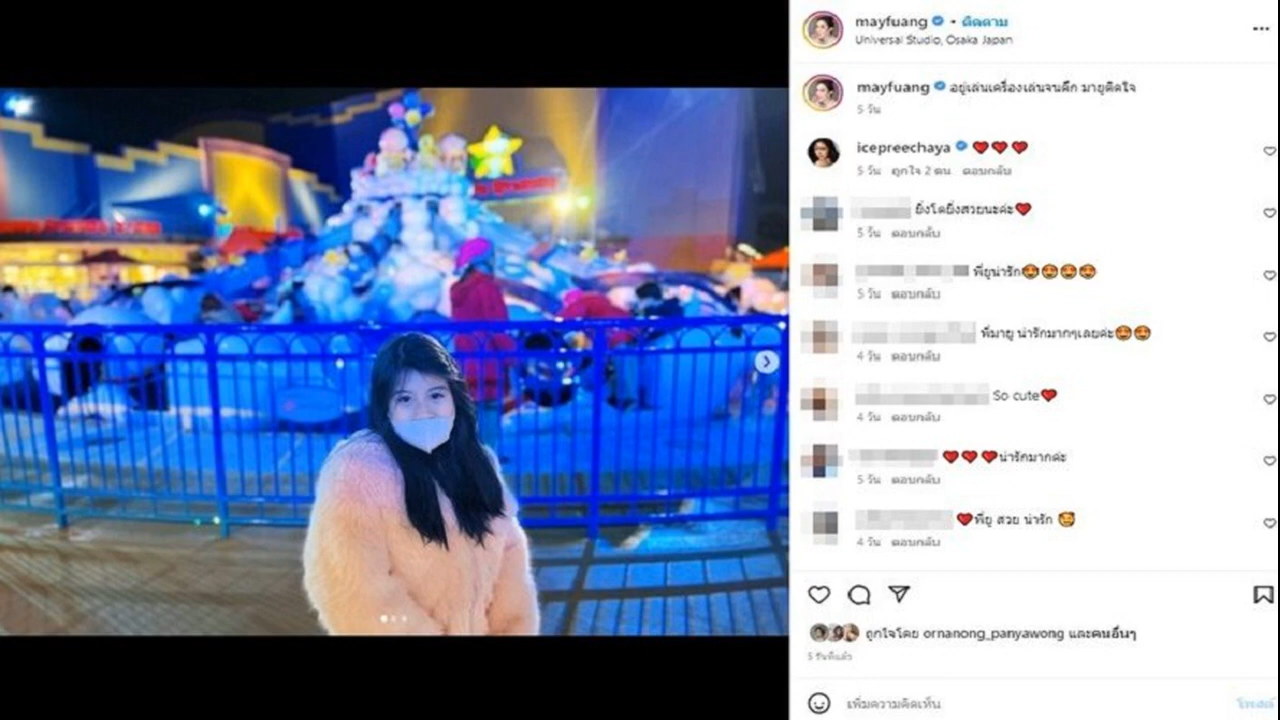 mayfuang • ติดตาม
Universal Studio, Osaka Japan
mayfuang อยู่เล่นเครื่องเล่นจนดึก มายูติดใจ
5 วัน
icepreechaya ❤❤❤
5 วัน ถูกใจ 2 คน ตอบกลับ
ยิ่งโตยิ่งสวยนะค่ะ❤
5 วัน ตอบกลับ
พี่ยูน่ารัก😍😍😍😍
5 วัน ตอบกลับ
พี่มายู น่ารักมากๆเลยค่ะ😍😍
4 วัน ตอบกลับ
So cute❤
4 วัน ตอบกลับ
❤❤❤น่ารักมากค่ะ
5 วัน ตอบกลับ
❤พี่ยู สวย น่ารัก 🥰
4 วัน ตอบกลับ
ถูกใจโดย ornanong_panyawong และคนอื่นๆ
5 วันที่แล้ว
เพิ่มความคิดเห็น
โพสต์